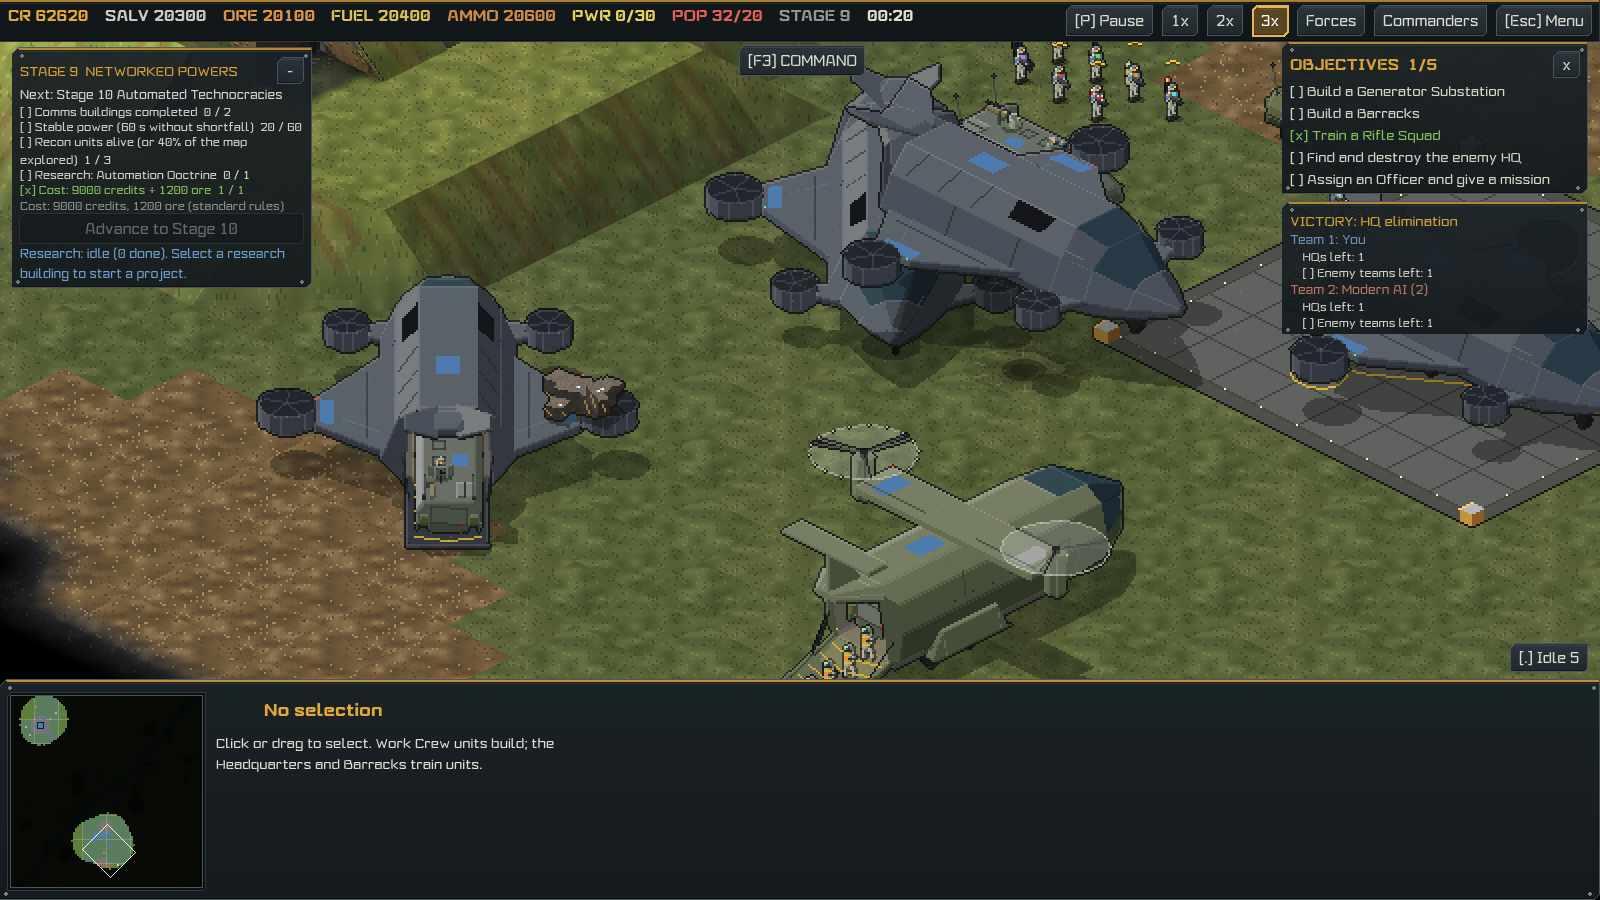 CR 62620 SALV 20300 ORE 20100 FUEL 20400 AMMO 20600 PWR 0/30 POP 32/20 STAGE 9 00:20
[P] Pause 1x 2x 3x Forces Commanders [Esc] Menu
[F3] COMMAND
STAGE 9 NETWORKED POWERS -
Next: Stage 10 Automated Technocracies
[ ] Comms buildings completed 0 / 2
[ ] Stable power (60 s without shortfall) 20 / 60
[ ] Recon units alive (or 40% of the map
explored) 1 / 3
[ ] Research: Automation Doctrine 0 / 1
[x] Cost: 9000 credits + 1200 ore 1 / 1
Cost: 9000 credits, 1200 ore (standard rules)
Advance to Stage 10
Research: idle (0 done). Select a research
building to start a project.
OBJECTIVES 1/5 x
[ ] Build a Generator Substation
[ ] Build a Barracks
[x] Train a Rifle Squad
[ ] Find and destroy the enemy HQ
[ ] Assign an Officer and give a mission
VICTORY: HQ elimination
Team 1: You
HQs left: 1
[ ] Enemy teams left: 1
Team 2: Modern AI (2)
HQs left: 1
[ ] Enemy teams left: 1
[.] Idle 5
No selection
Click or drag to select. Work Crew units build; the
Headquarters and Barracks train units.